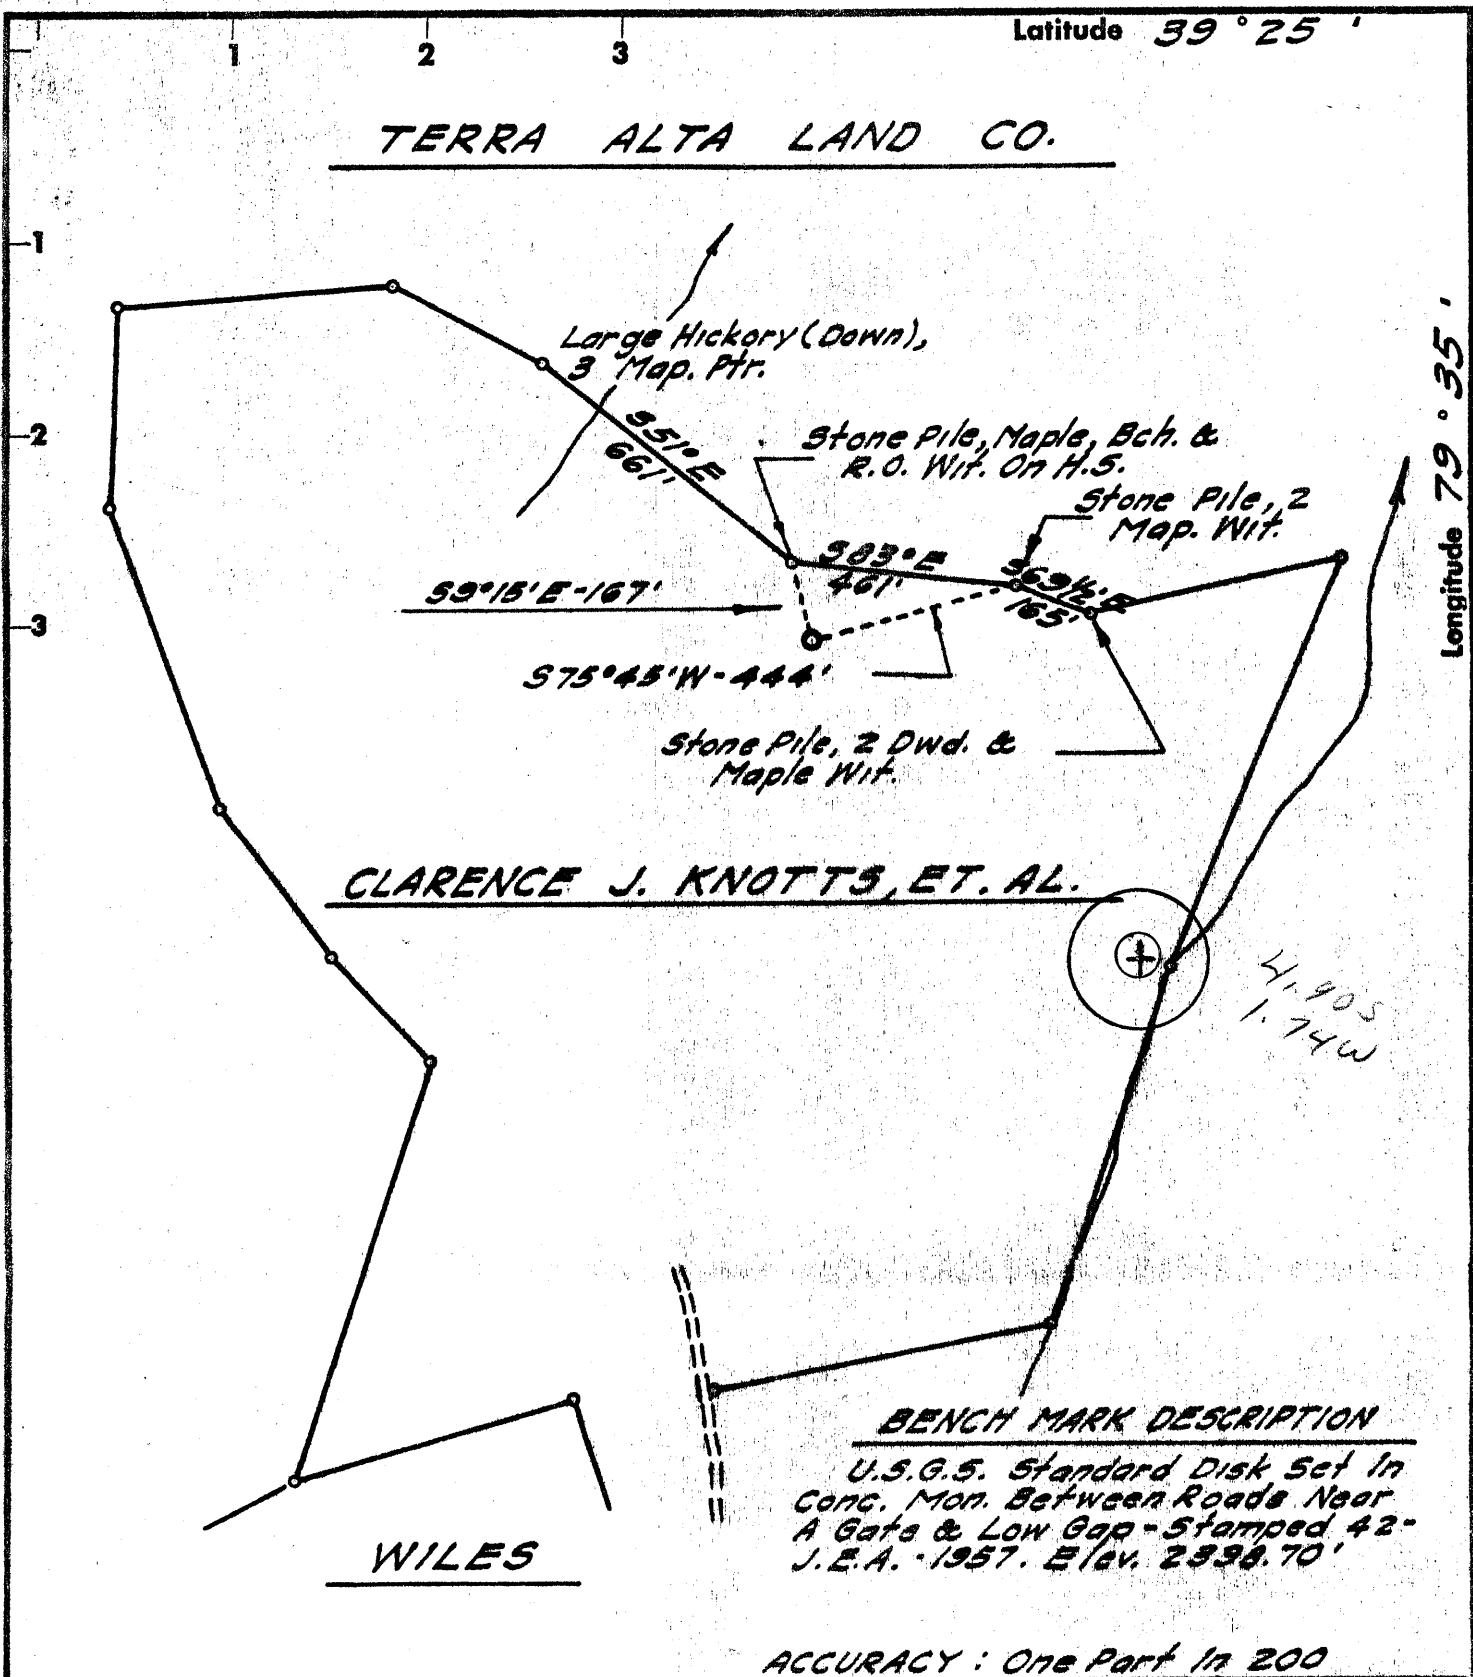 Latitude 39°25'
1 2 3
TERRA ALTA LAND CO.
1
Large Hickory (Down),
3 Map. Ptr.
Longitude 79°35'
2
S51°E
661'
Stone Pile, Maple, Bch. &
R.O. Wit. On H.S.
Stone Pile, 2
Map. Wit.
S83°E
461'
S69½°E
165'
S9°15'E-167'
3
S75°45'W-444'
Stone Pile, 2 Dwd. &
Maple Wit.
CLARENCE J. KNOTTS, ET. AL.
4.90S
1.74W
BENCH MARK DESCRIPTION
U.S.G.S. Standard Disk Set In
Conc. Mon. Between Roads Near
A Gate & Low Gap - Stamped 42-
J.E.A. - 1957. Elev.
WILES
ACCURACY : One Part In 200